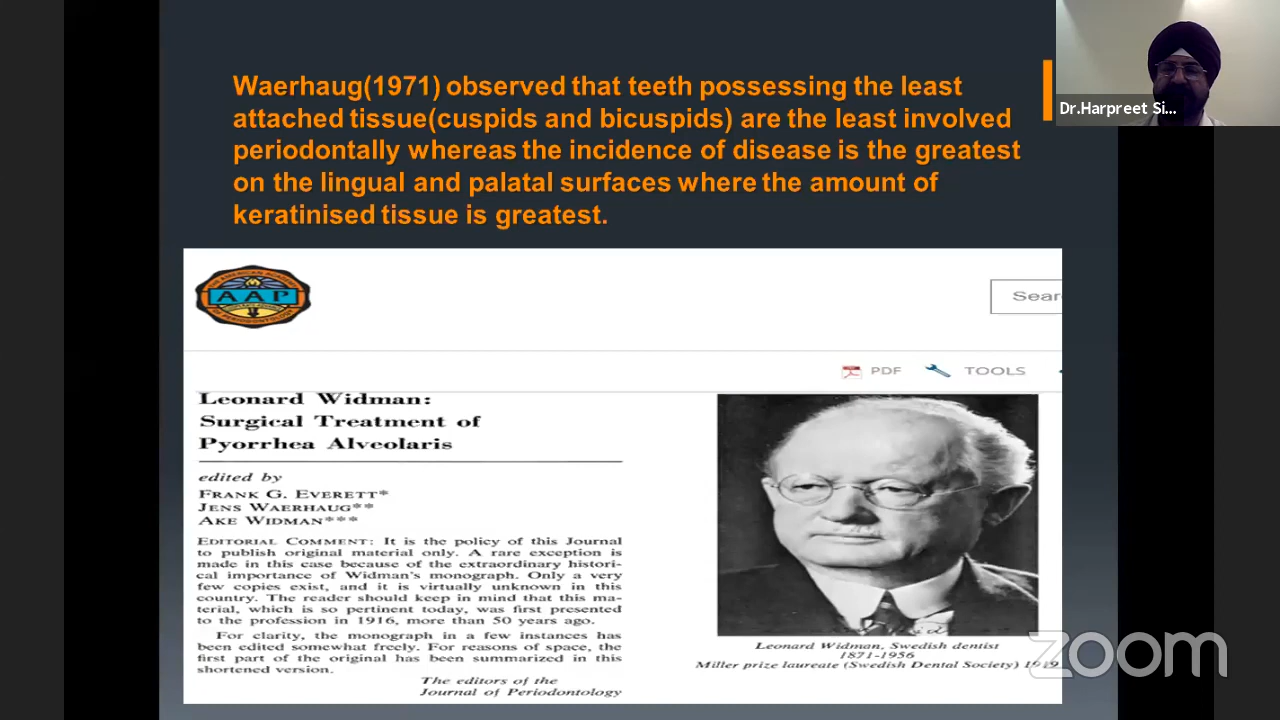 Waerhaug(1971) observed that teeth possessing the least
attached tissue(cuspids and bicuspids) are the least involved
periodontally whereas the incidence of disease is the greatest
on the lingual and palatal surfaces where the amount of
keratinised tissue is greatest.
Dr.Harpreet Si...
AAP
Sear
PDF
TOOLS
Leonard Widman:
Surgical Treatment of
Pyorrhea Alveolaris
edited by
FRANK G. EVERETT*
JENS WAERHAUG**
AKE WIDMAN***
EDITORIAL COMMENT: It is the policy of this Journal
to publish original material only. A rare exception is
made in this case because of the extraordinary histori-
cal importance of Widman's monograph. Only a very
few copies exist, and it is virtually unknown in this
country. The reader should keep in mind that this ma-
terial, which is so pertinent today, was first presented
to the profession in 1916, more than 50 years ago.
For clarity, the monograph in a few instances has
been edited somewhat freely. For reasons of space, the
first part of the original has been summarized in this
shortened version.
The editors of the
Journal of Periodontology
Leonard Widman, Swedish dentist
1871-1956
Miller prize laureate (Swedish Dental Society) 1919
zoom